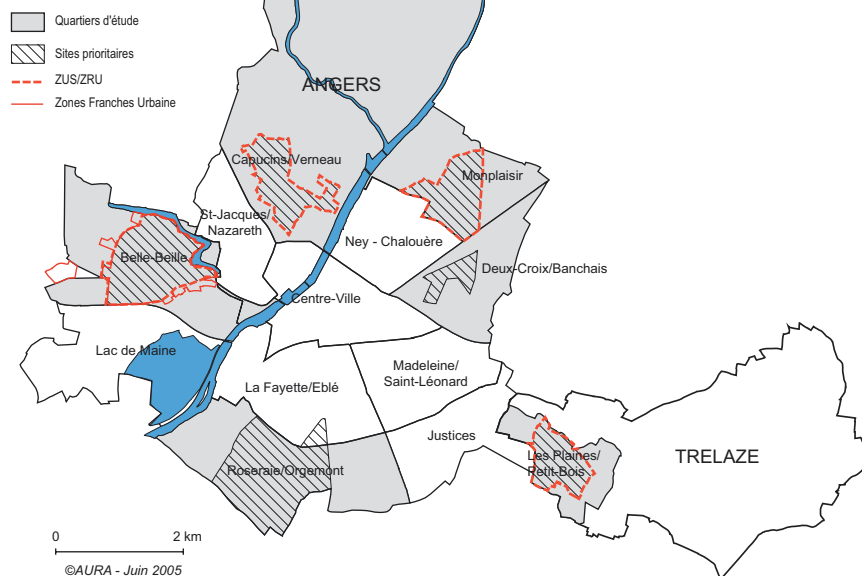 Quartiers d'étude
Sites prioritaires
ZUS/ZRU
Zones Franches Urbaine
ANGERS
Capucins/Verneau
Monplaisir
St-Jacques/
Nazareth
Ney - Chalouère
Belle-Beille
Deux-Croix/Banchais
Centre-Ville
Lac de Maine
Madeleine/
Saint-Léonard
La Fayette/Eblé
Justices
Les Plaines/
Petit-Bois
TRELAZE
Roseraie/Orgemont
0 2 km
©AURA - Juin 2005